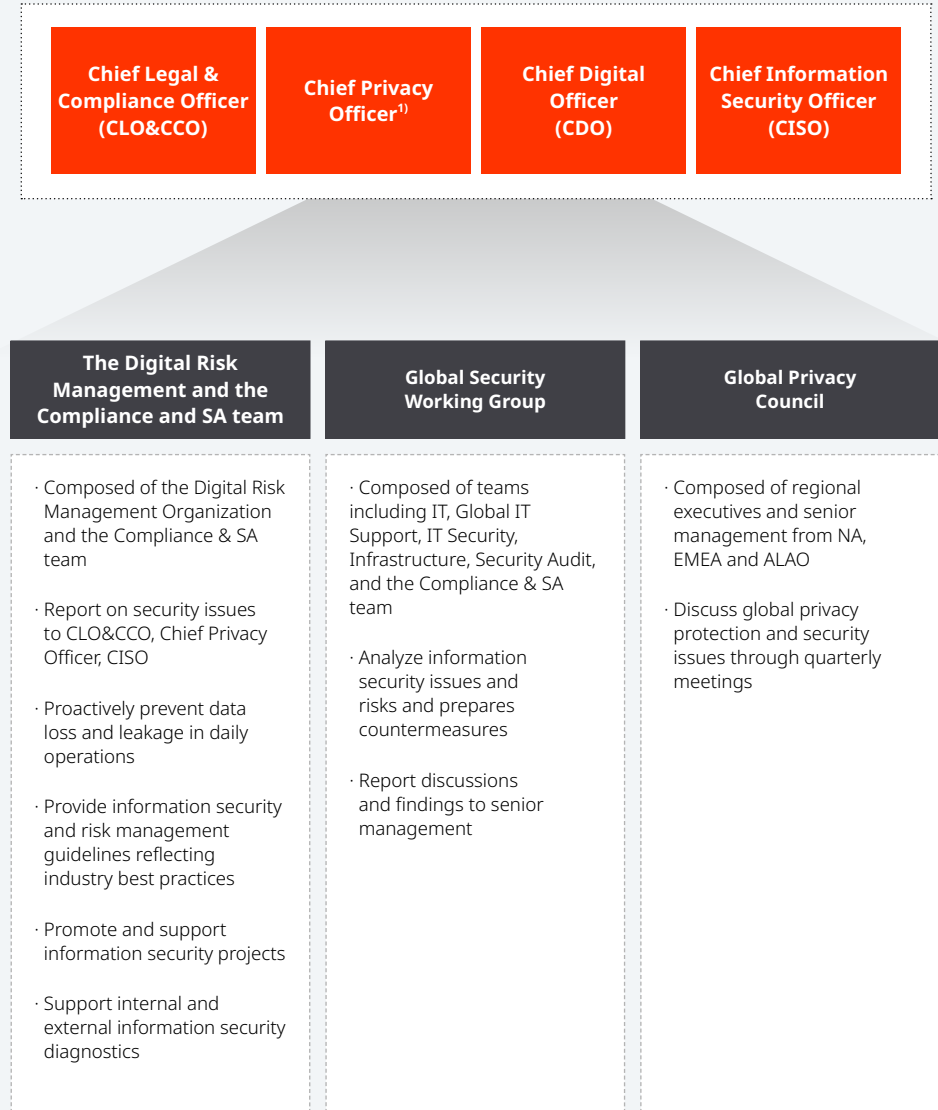 Chief Legal &
Compliance Officer
(CLO&CCO)
Chief Privacy
Officer1)
Chief Digital
Officer
(CDO)
Chief Information
Security Officer
(CISO)
The Digital Risk
Management and the
Compliance and SA team
· Composed of the Digital Risk
Management Organization
and the Compliance & SA
team
· Report on security issues
to CLO&CCO, Chief Privacy
Officer, CISO
· Proactively prevent data
loss and leakage in daily
operations
· Provide information security
and risk management
guidelines reflecting
industry best practices
· Promote and support
information security projects
· Support internal and
external information security
diagnostics
Global Security
Working Group
· Composed of teams
including IT, Global IT
Support, IT Security,
Infrastructure, Security Audit,
and the Compliance & SA
team
· Analyze information
security issues and
risks and prepares
countermeasures
· Report discussions
and findings to senior
management
Global Privacy
Council
· Composed of regional
executives and senior
management from NA,
EMEA and ALAO
· Discuss global privacy
protection and security
issues through quarterly
meetings